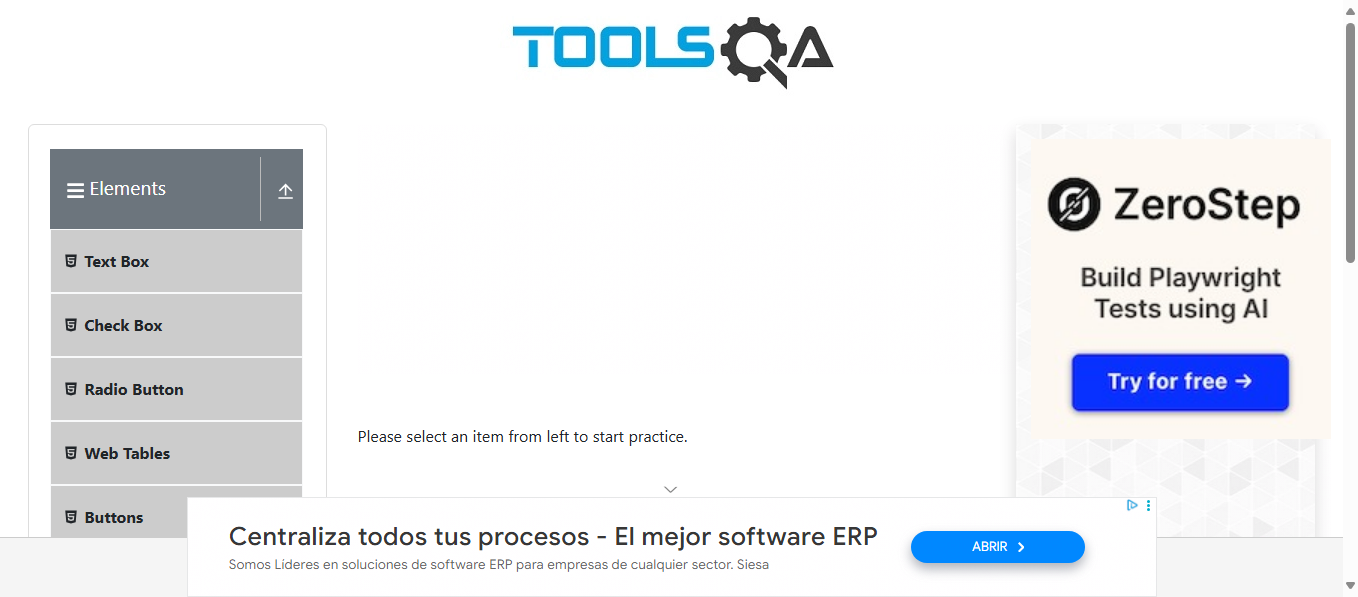 TOOLSQA
Elements
Text Box
Check Box
Radio Button
Web Tables
Buttons
Please select an item from left to start practice.
ZeroStep
Build Playwright
Tests using AI
Try for free →
Centraliza todos tus procesos - El mejor software ERP
Somos Líderes en soluciones de software ERP para empresas de cualquier sector. Siesa
ABRIR